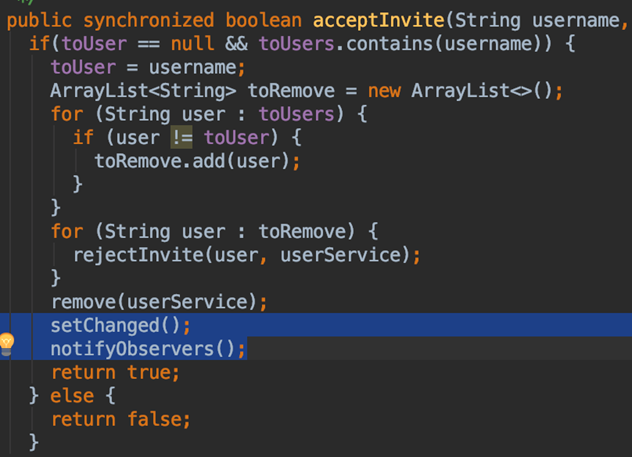 */
public synchronized boolean acceptInvite(String username,
if(toUser == null && toUsers.contains(username)) {
toUser = username;
ArrayList<String> toRemove = new ArrayList<>();
for (String user : toUsers) {
if (user != toUser) {
toRemove.add(user);
}
}
for (String user : toRemove) {
rejectInvite(user, userService);
}
remove(userService);
setChanged();
notifyObservers();
return true;
} else {
return false;
}